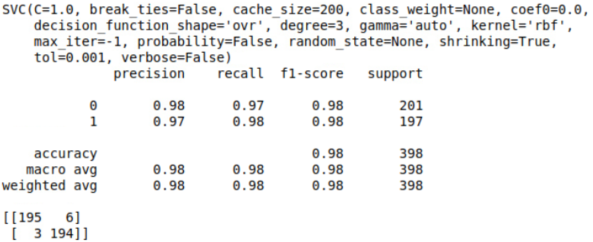 SVC(C=1.0, break_ties=False, cache_size=200, class_weight=None, coef0=0.0,
    decision_function_shape='ovr', degree=3, gamma='auto', kernel='rbf',
    max_iter=-1, probability=False, random_state=None, shrinking=True,
    tol=0.001, verbose=False)
              precision    recall  f1-score   support

           0       0.98      0.97      0.98       201
           1       0.97      0.98      0.98       197

    accuracy                           0.98       398
   macro avg       0.98      0.98      0.98       398
weighted avg       0.98      0.98      0.98       398

[[195   6]
 [  3 194]]